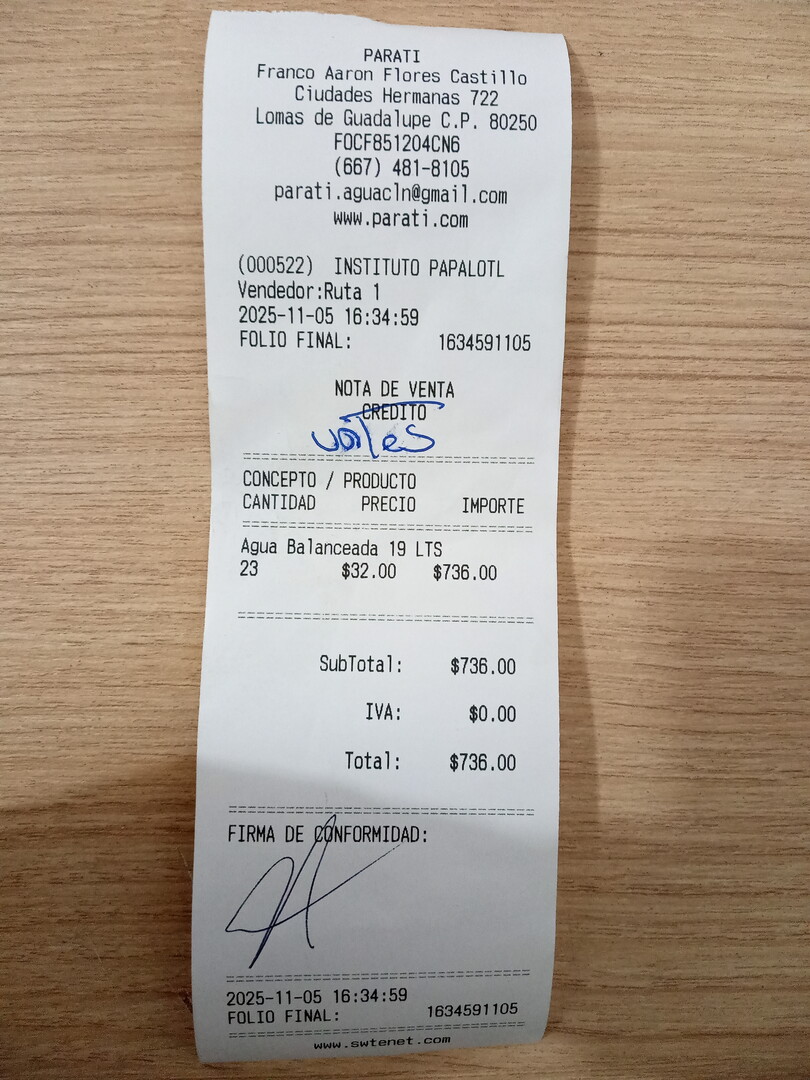 PARATI
Franco Aaron Flores Castillo
Ciudades Hermanas 722
Lomas de Guadalupe C.P. 80250
FOCF851204CN6
(667) 481-8105
parati.aguacln@gmail.com
www.parati.com
(000522) INSTITUTO PAPALOTL
Vendedor:Ruta 1
2025-11-05 16:34:59
FOLIO FINAL: 1634591105
NOTA DE VENTA
CREDITO
CONCEPTO / PRODUCTO
CANTIDAD PRECIO IMPORTE
Agua Balanceada 19 LTS
23 $32.00 $736.00
SubTotal: $736.00
IVA: $0.00
Total: $736.00
FIRMA DE CONFORMIDAD:
2025-11-05 16:34:59
FOLIO FINAL: 1634591105
www.swtenet.com